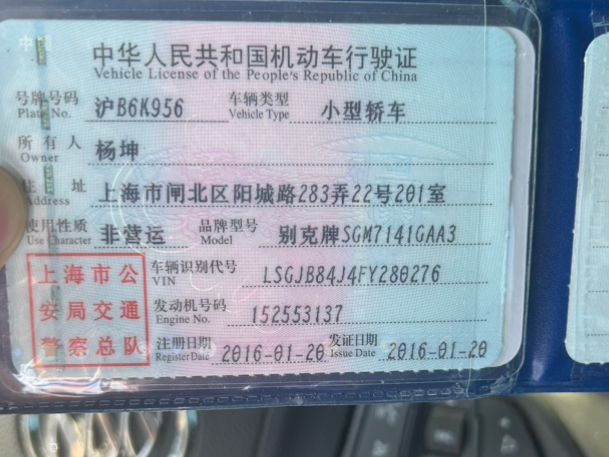 中华人民共和国机动车行驶证
Vehicle License of the People's Republic of China
号牌号码 沪B6K956 车辆类型 小型轿车
Plate No. Vehicle Type
所有人 杨坤
Owner
住址 上海市闸北区阳城路283弄22号201室
Address
使用性质 非营运 品牌型号 别克牌SGM7141GAA3
Use Character Model
上海市公安局交通警察总队
车辆识别代号 LSGJB84J4FY280276
VIN
发动机号码 152553137
Engine No.
注册日期 2016-01-20 发证日期 2016-01-20
Register Date Issue Date